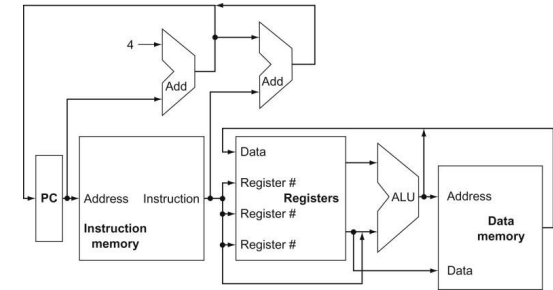 4
Add
Add
PC
Address
Instruction
Instruction
memory
Data
Register #
Registers
Register #
Register #
ALU
Address
Data
memory
Data